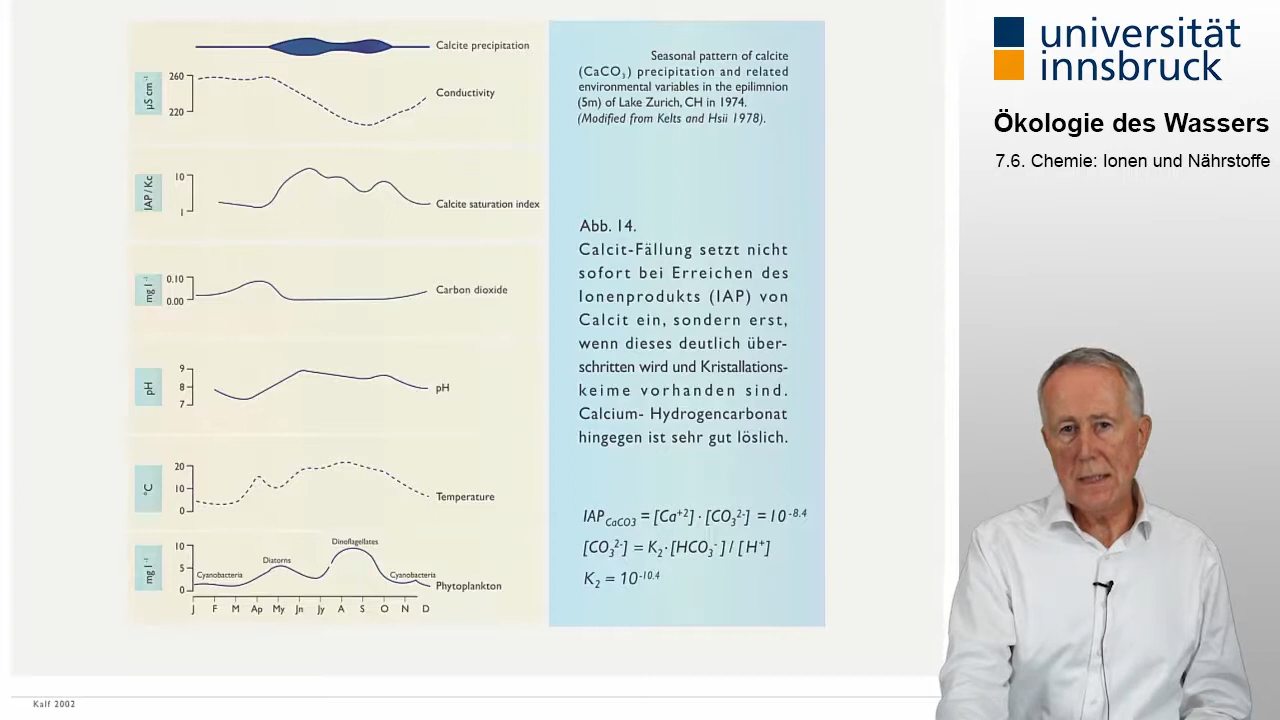 Calcite precipitation
µS cm⁻¹
260
220
Conductivity
IAP / Kc
10
1
Calcite saturation index
mg l⁻¹
0.10
0.00
Carbon dioxide
pH
9
8
7
pH
°C
20
10
0
Temperature
mg l⁻¹
10
5
0
Cyanobacteria
Diatorns
Dinoflagellates
Cyanobacteria
Phytoplankton
J F M Ap My Jn Jy A S O N D
Seasonal pattern of calcite
(CaCO₃) precipitation and related
environmental variables in the epilimnion
(5m) of Lake Zurich, CH in 1974.
(Modified from Kelts and Hsii 1978).
Abb. 14.
Calcit-Fällung setzt nicht
sofort bei Erreichen des
Ionenprodukts (IAP) von
Calcit ein, sondern erst,
wenn dieses deutlich über-
schritten wird und Kristallations-
keime vorhanden sind.
Calcium- Hydrogencarbonat
hingegen ist sehr gut löslich.
IAP_CaCO3 = [Ca⁺²] · [CO₃²⁻] = 10⁻⁸·⁴
[CO₃²⁻] = K₂ · [HCO₃⁻] / [H⁺]
K₂ = 10⁻¹⁰·⁴
Kalf 2002
universität
innsbruck
Ökologie des Wassers
7.6. Chemie: Ionen und Nährstoffe